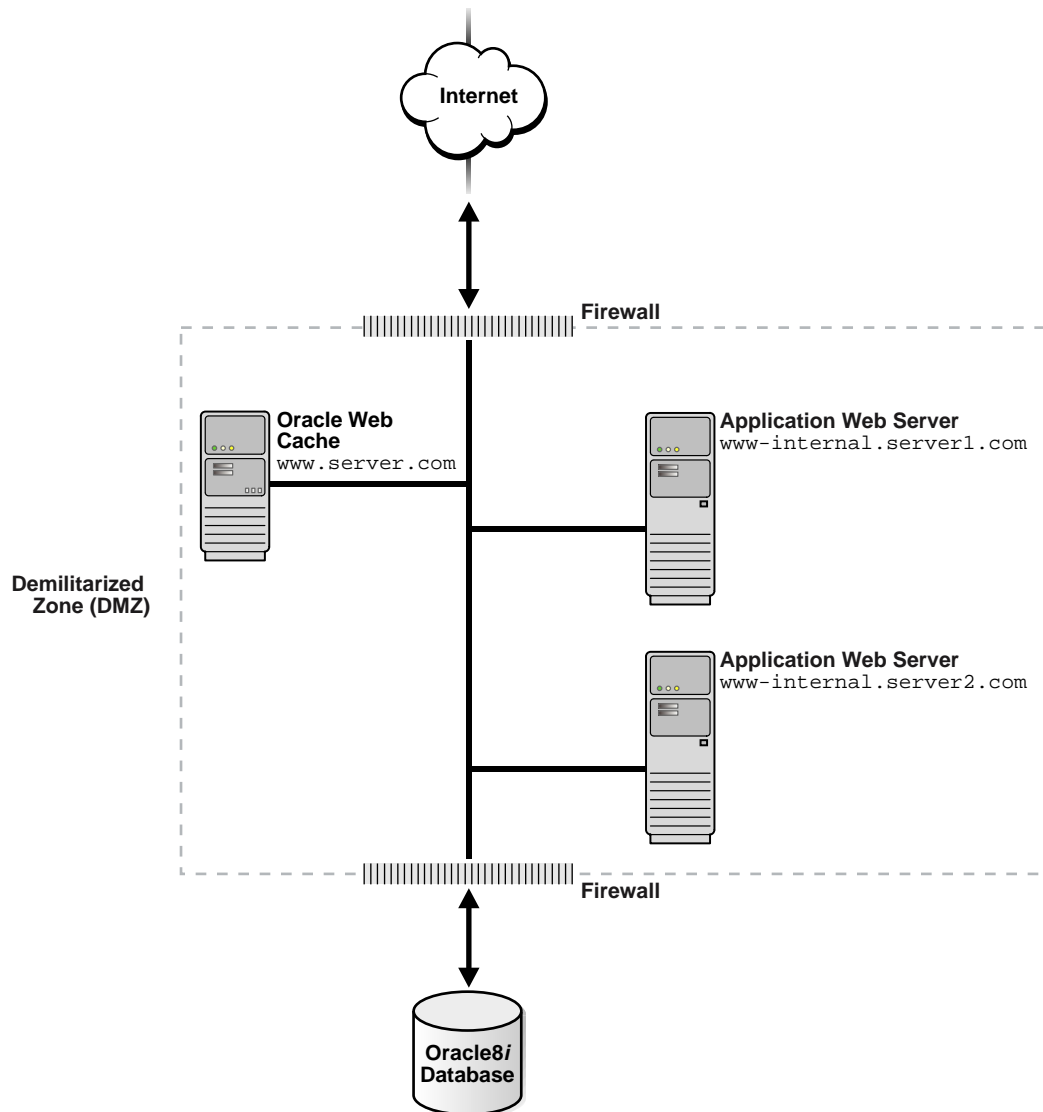 Internet
Firewall
Oracle Web
Cache
www.server.com
Application Web Server
www-internal.server1.com
Demilitarized
Zone (DMZ)
Application Web Server
www-internal.server2.com
Firewall
Oracle8i
Database